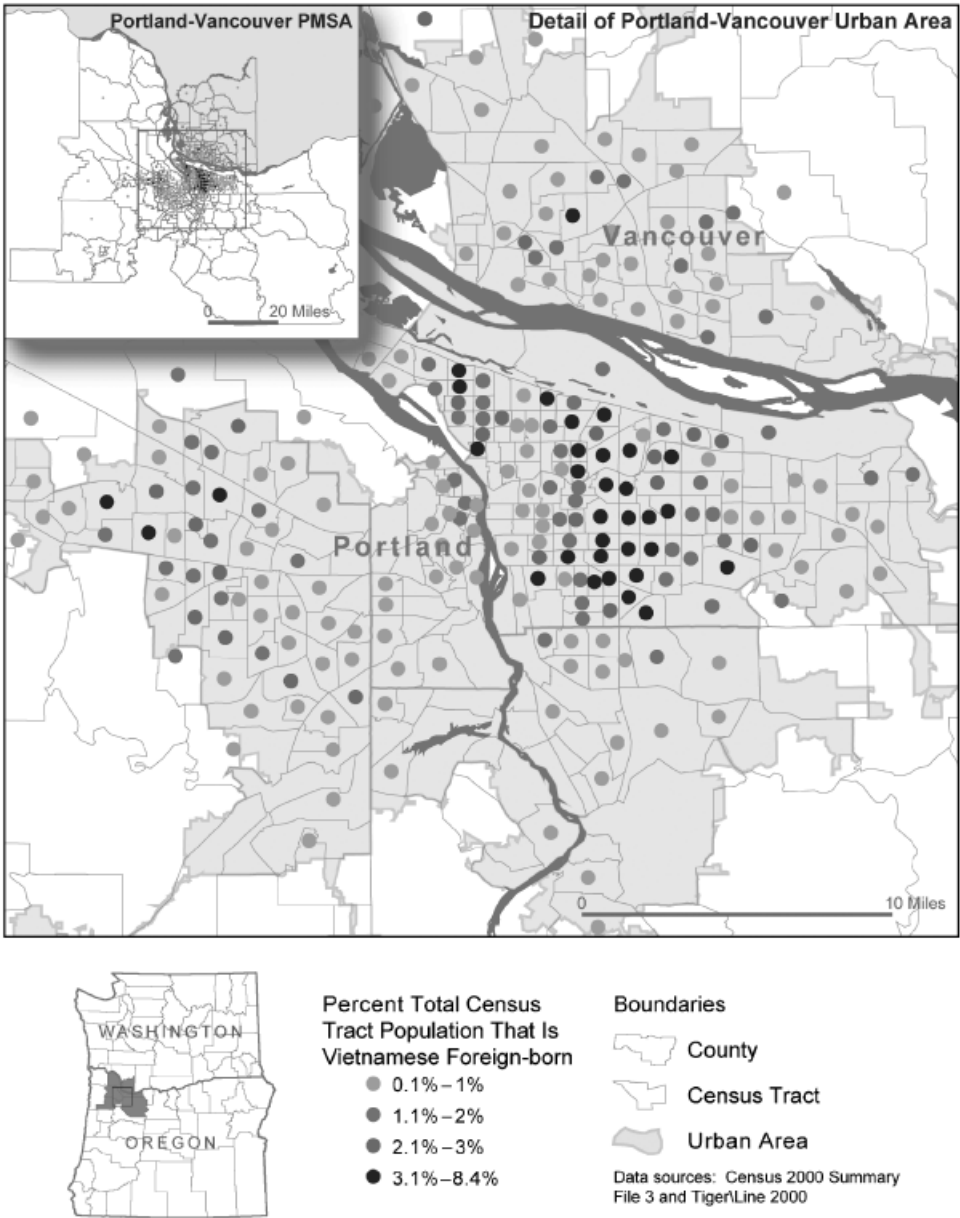 Portland-Vancouver PMSA
Detail of Portland-Vancouver Urban Area
Vancouver
0 20 Miles
Portland
0 10 Miles
WASHINGTON
OREGON
Percent Total Census
Tract Population That Is
Vietnamese Foreign-born
0.1%–1%
1.1%–2%
2.1%–3%
3.1%–8.4%
Boundaries
County
Census Tract
Urban Area
Data sources: Census 2000 Summary
File 3 and Tiger\Line 2000